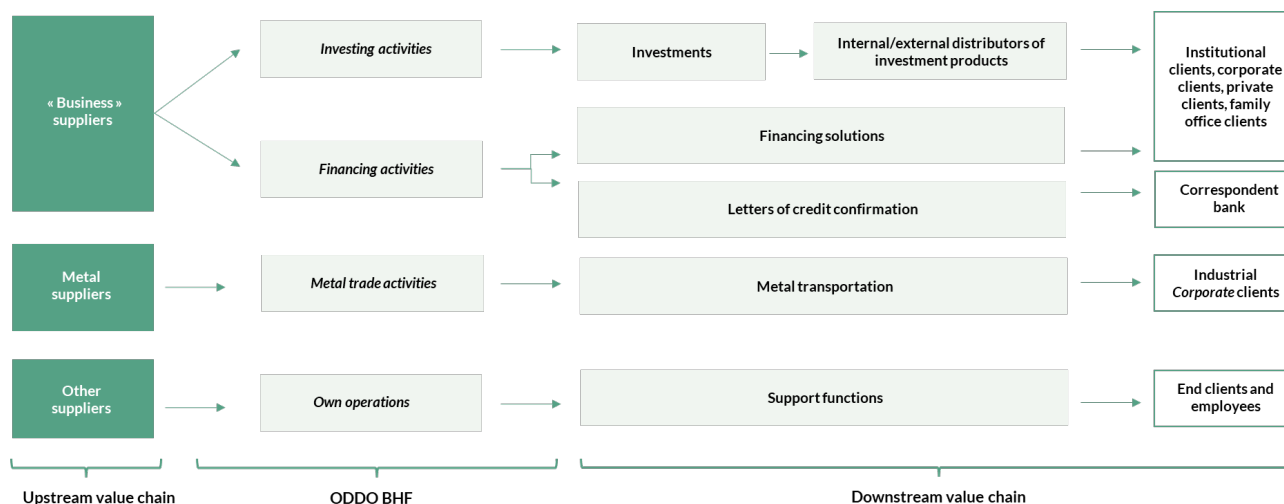 « Business »
suppliers
Investing activities
Investments
Internal/external distributors of
investment products
Institutional
clients, corporate
clients, private
clients, family
office clients
Financing activities
Financing solutions
Letters of credit confirmation
Correspondent
bank
Metal
suppliers
Metal trade activities
Metal transportation
Industrial
Corporate clients
Other
suppliers
Own operations
Support functions
End clients and
employees
Upstream value chain
ODDO BHF
Downstream value chain